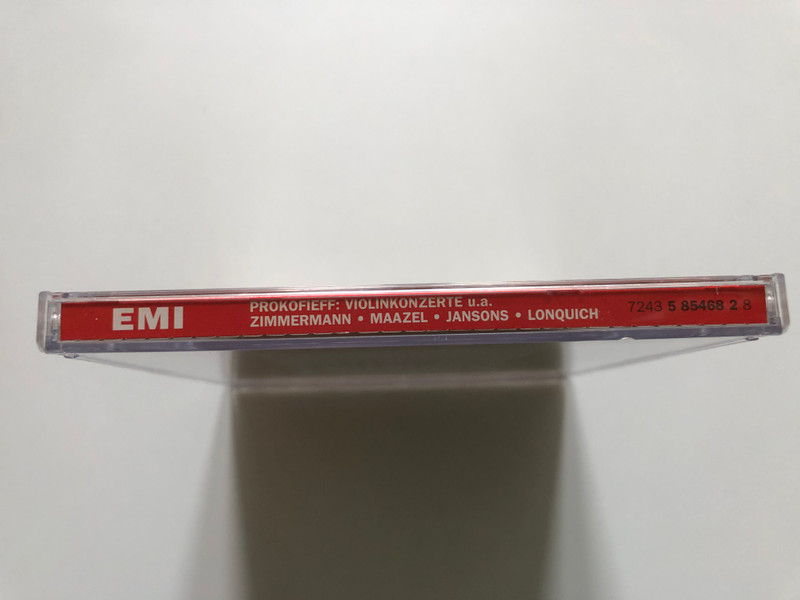 EMI
PROKOFIEFF: VIOLINKONZERTE u.a.
ZIMMERMANN • MAAZEL • JANSONS • LONQUICH
7243 5 85468 2 8